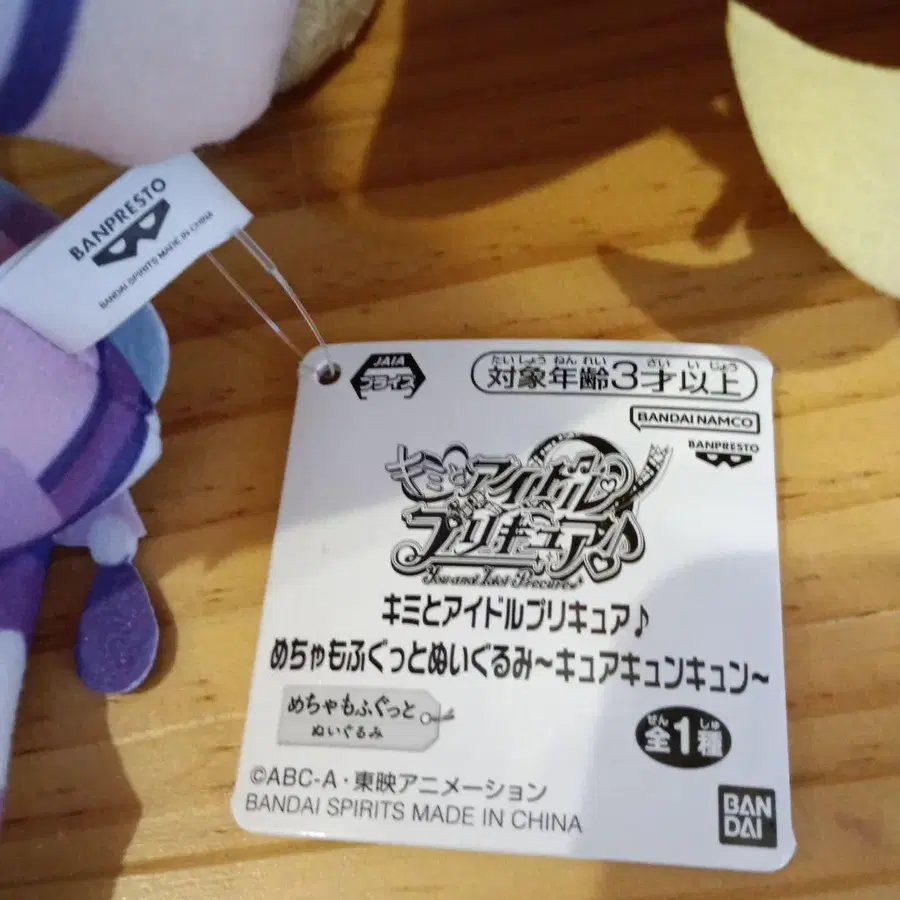 BANPRESTO
BANDAI SPIRITS MADE IN CHINA
JAIA
プライズ
たいしょうねんれい ざいいじょう
対象年齢3才以上
BANDAI NAMCO
BANPRESTO
キミとアイドル
プリキュア♪
You and Idol Precure♪
キミとアイドルプリキュア♪
めちゃもふぐっとぬいぐるみ~キュアキュンキュン~
めちゃもふぐっと
ぬいぐるみ
ぜん しゅ
全1種
©ABC-A・東映アニメーション
BANDAI SPIRITS MADE IN CHINA
BAN
DAI